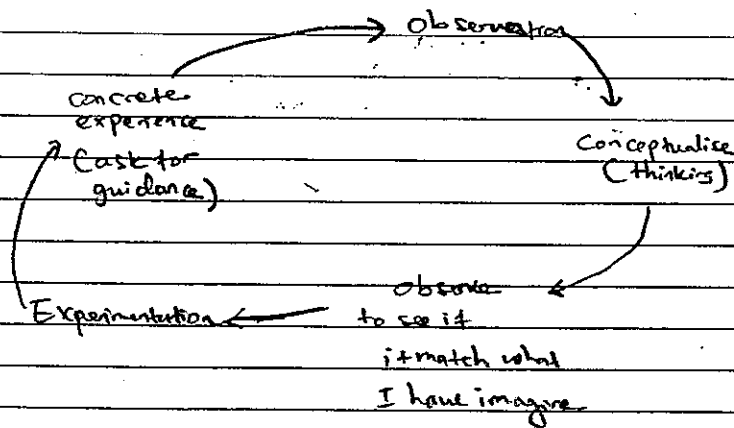 Observation
concrete
experience
(ask for
guidance)
Conceptualise
(thinking)
observe
to see if
it match what
I have imagine
Experimentation